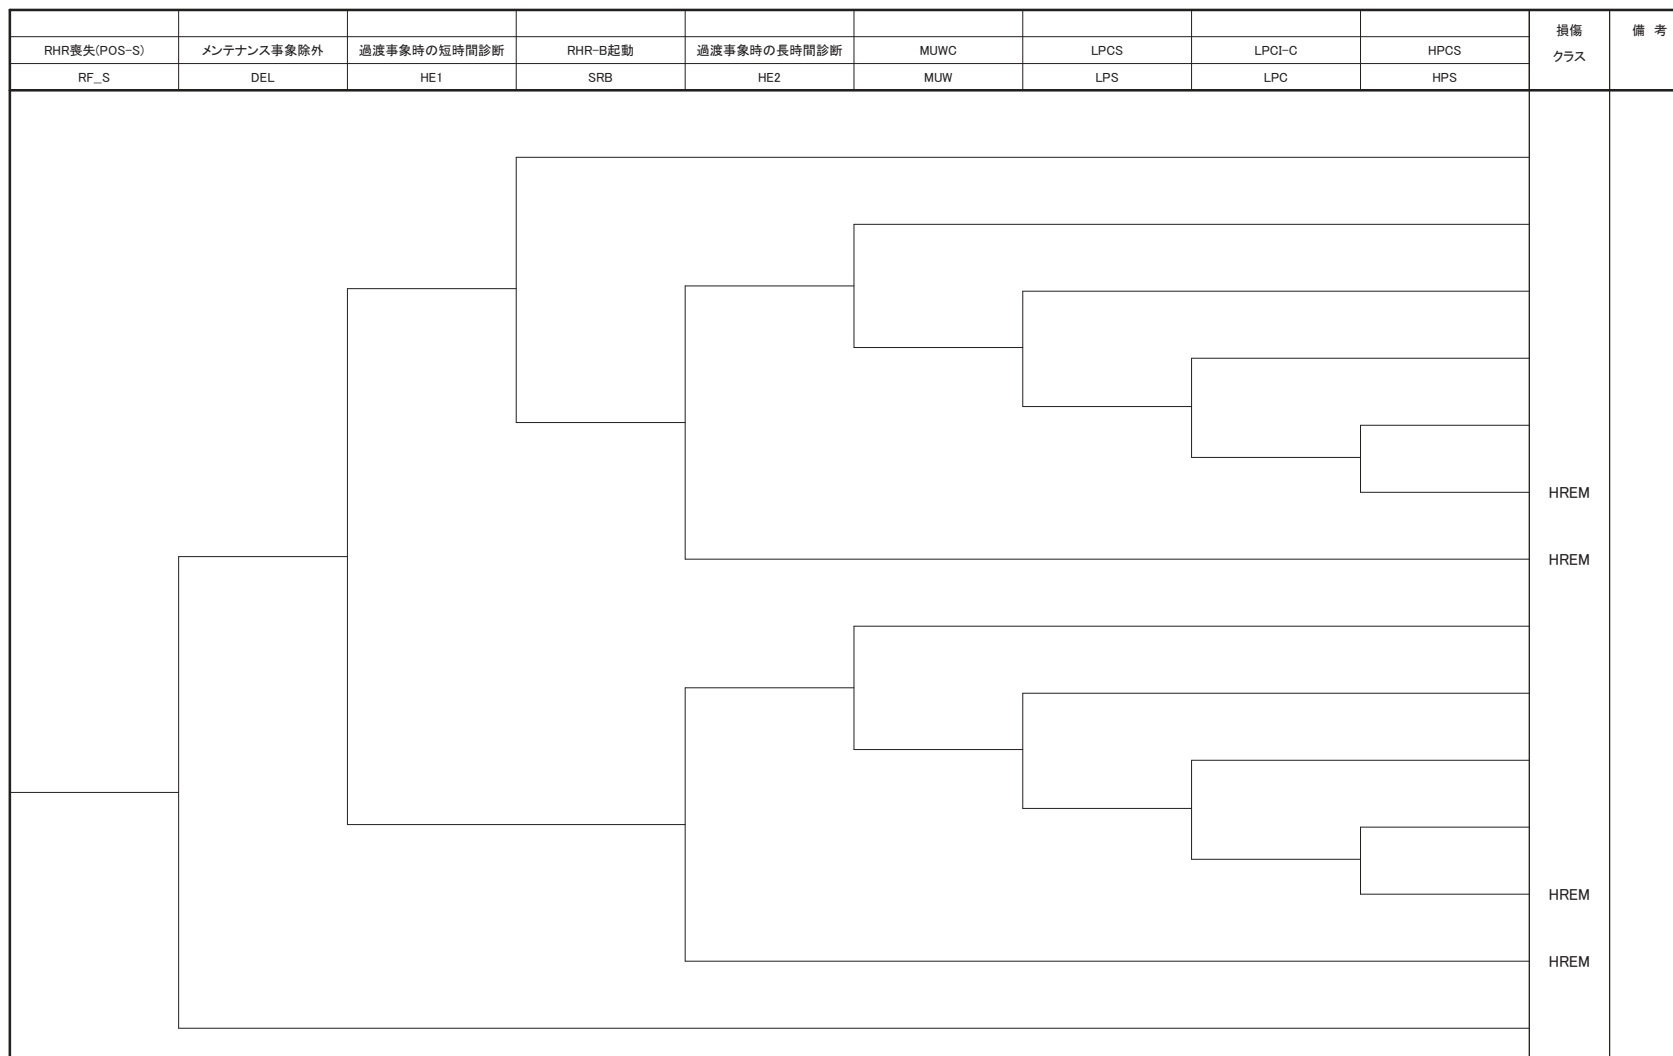 損傷 備 考
RHR喪失(POS-S) メンテナンス事象除外 過渡事象時の短時間診断 RHR-B起動 過渡事象時の長時間診断 MUWC LPCS LPCI-C HPCS
クラス
RF_S DEL HE1 SRB HE2 MUW LPS LPC HPS
HREM
HREM
HREM
HREM